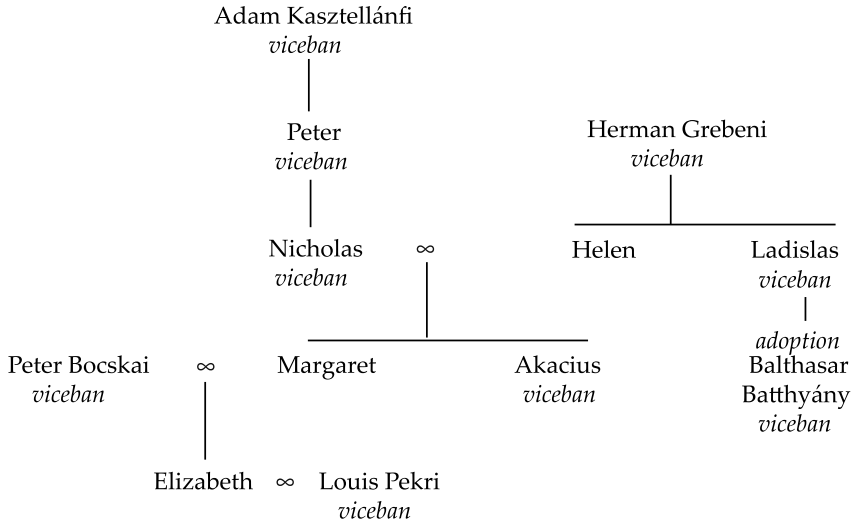 Adam Kasztellánfi
viceban
Peter
viceban
Herman Grebeni
viceban
Nicholas ∞ Helen Ladislas
viceban viceban
adoption
Peter Bocskai ∞ Margaret Akacius Balthasar
viceban viceban Batthyány
viceban
Elizabeth ∞ Louis Pekri
viceban